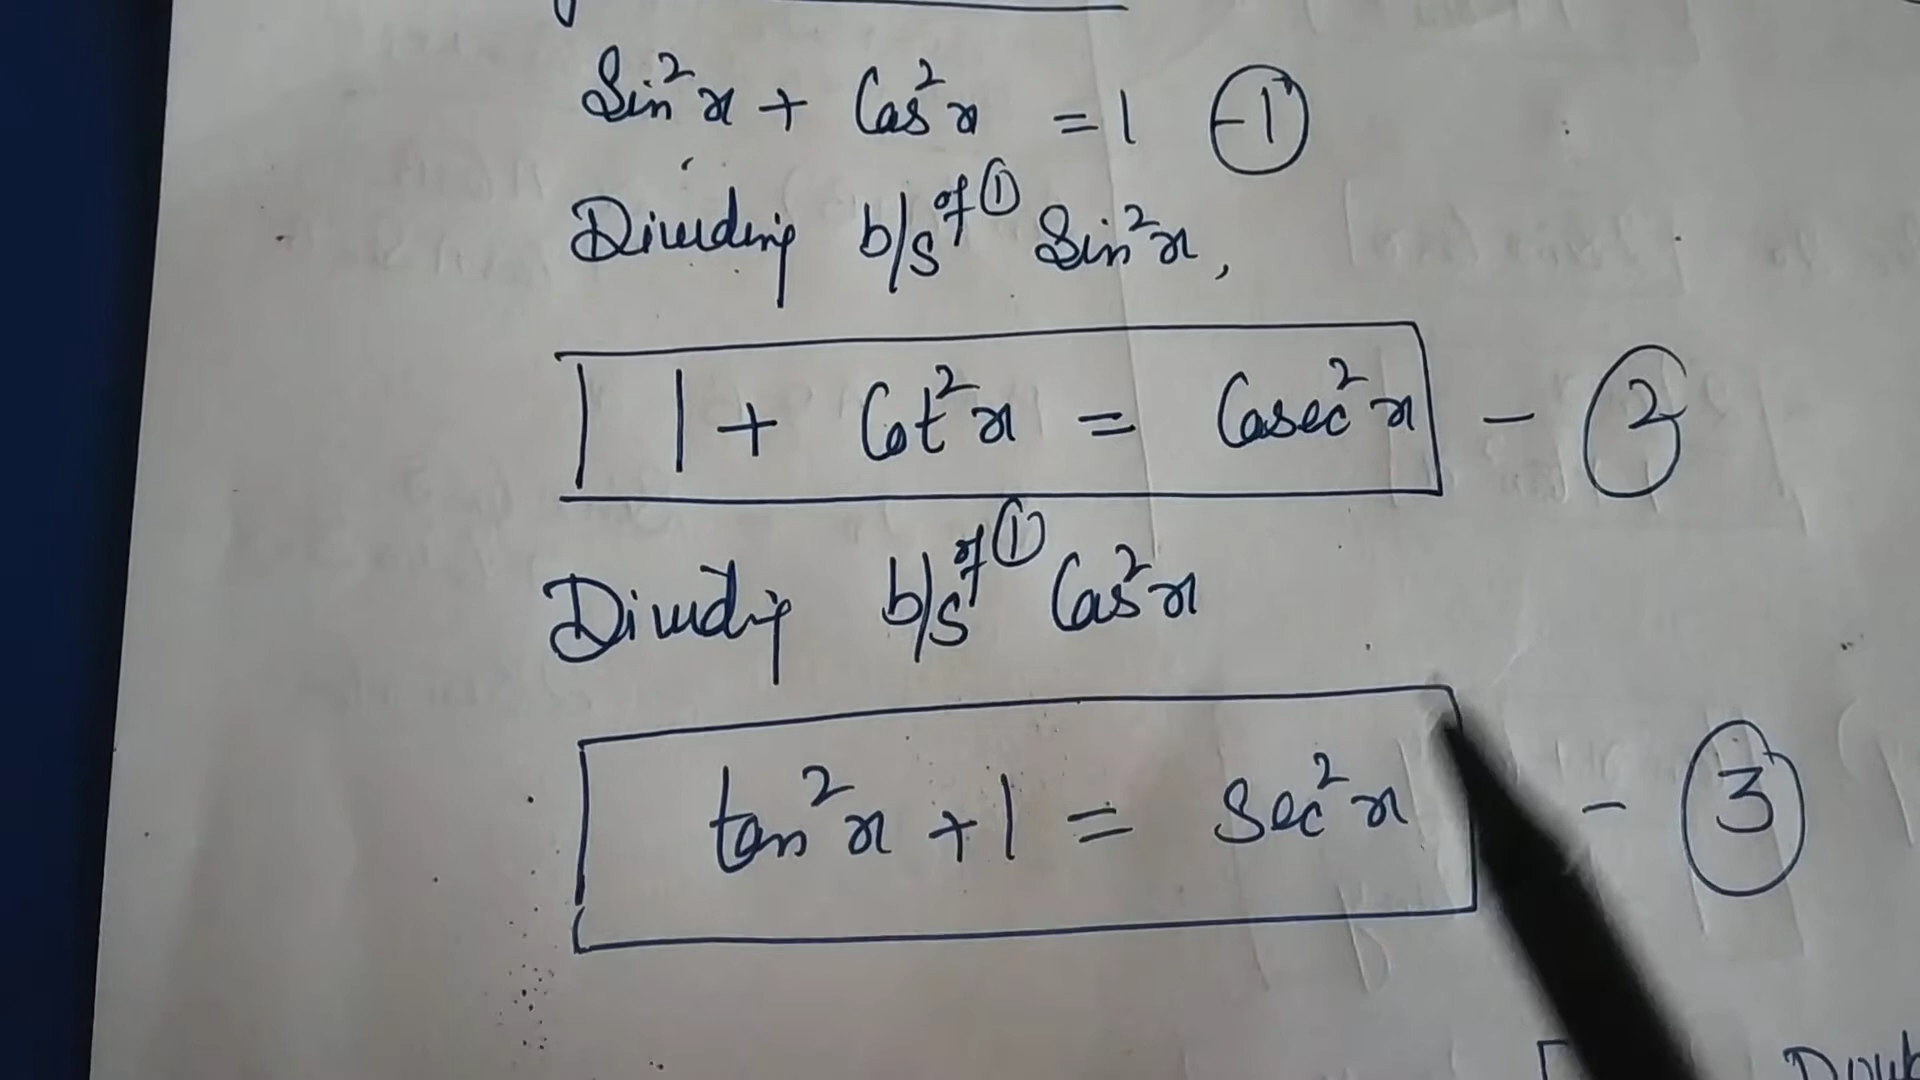 Sin²x + Cos²x = 1 -1
Dividing b/s of ① Sin²x,
1 + Cot²x = Cosec²x - ②
Dividing b/s of ① Cos²x
tan²x + 1 = Sec²x - ③